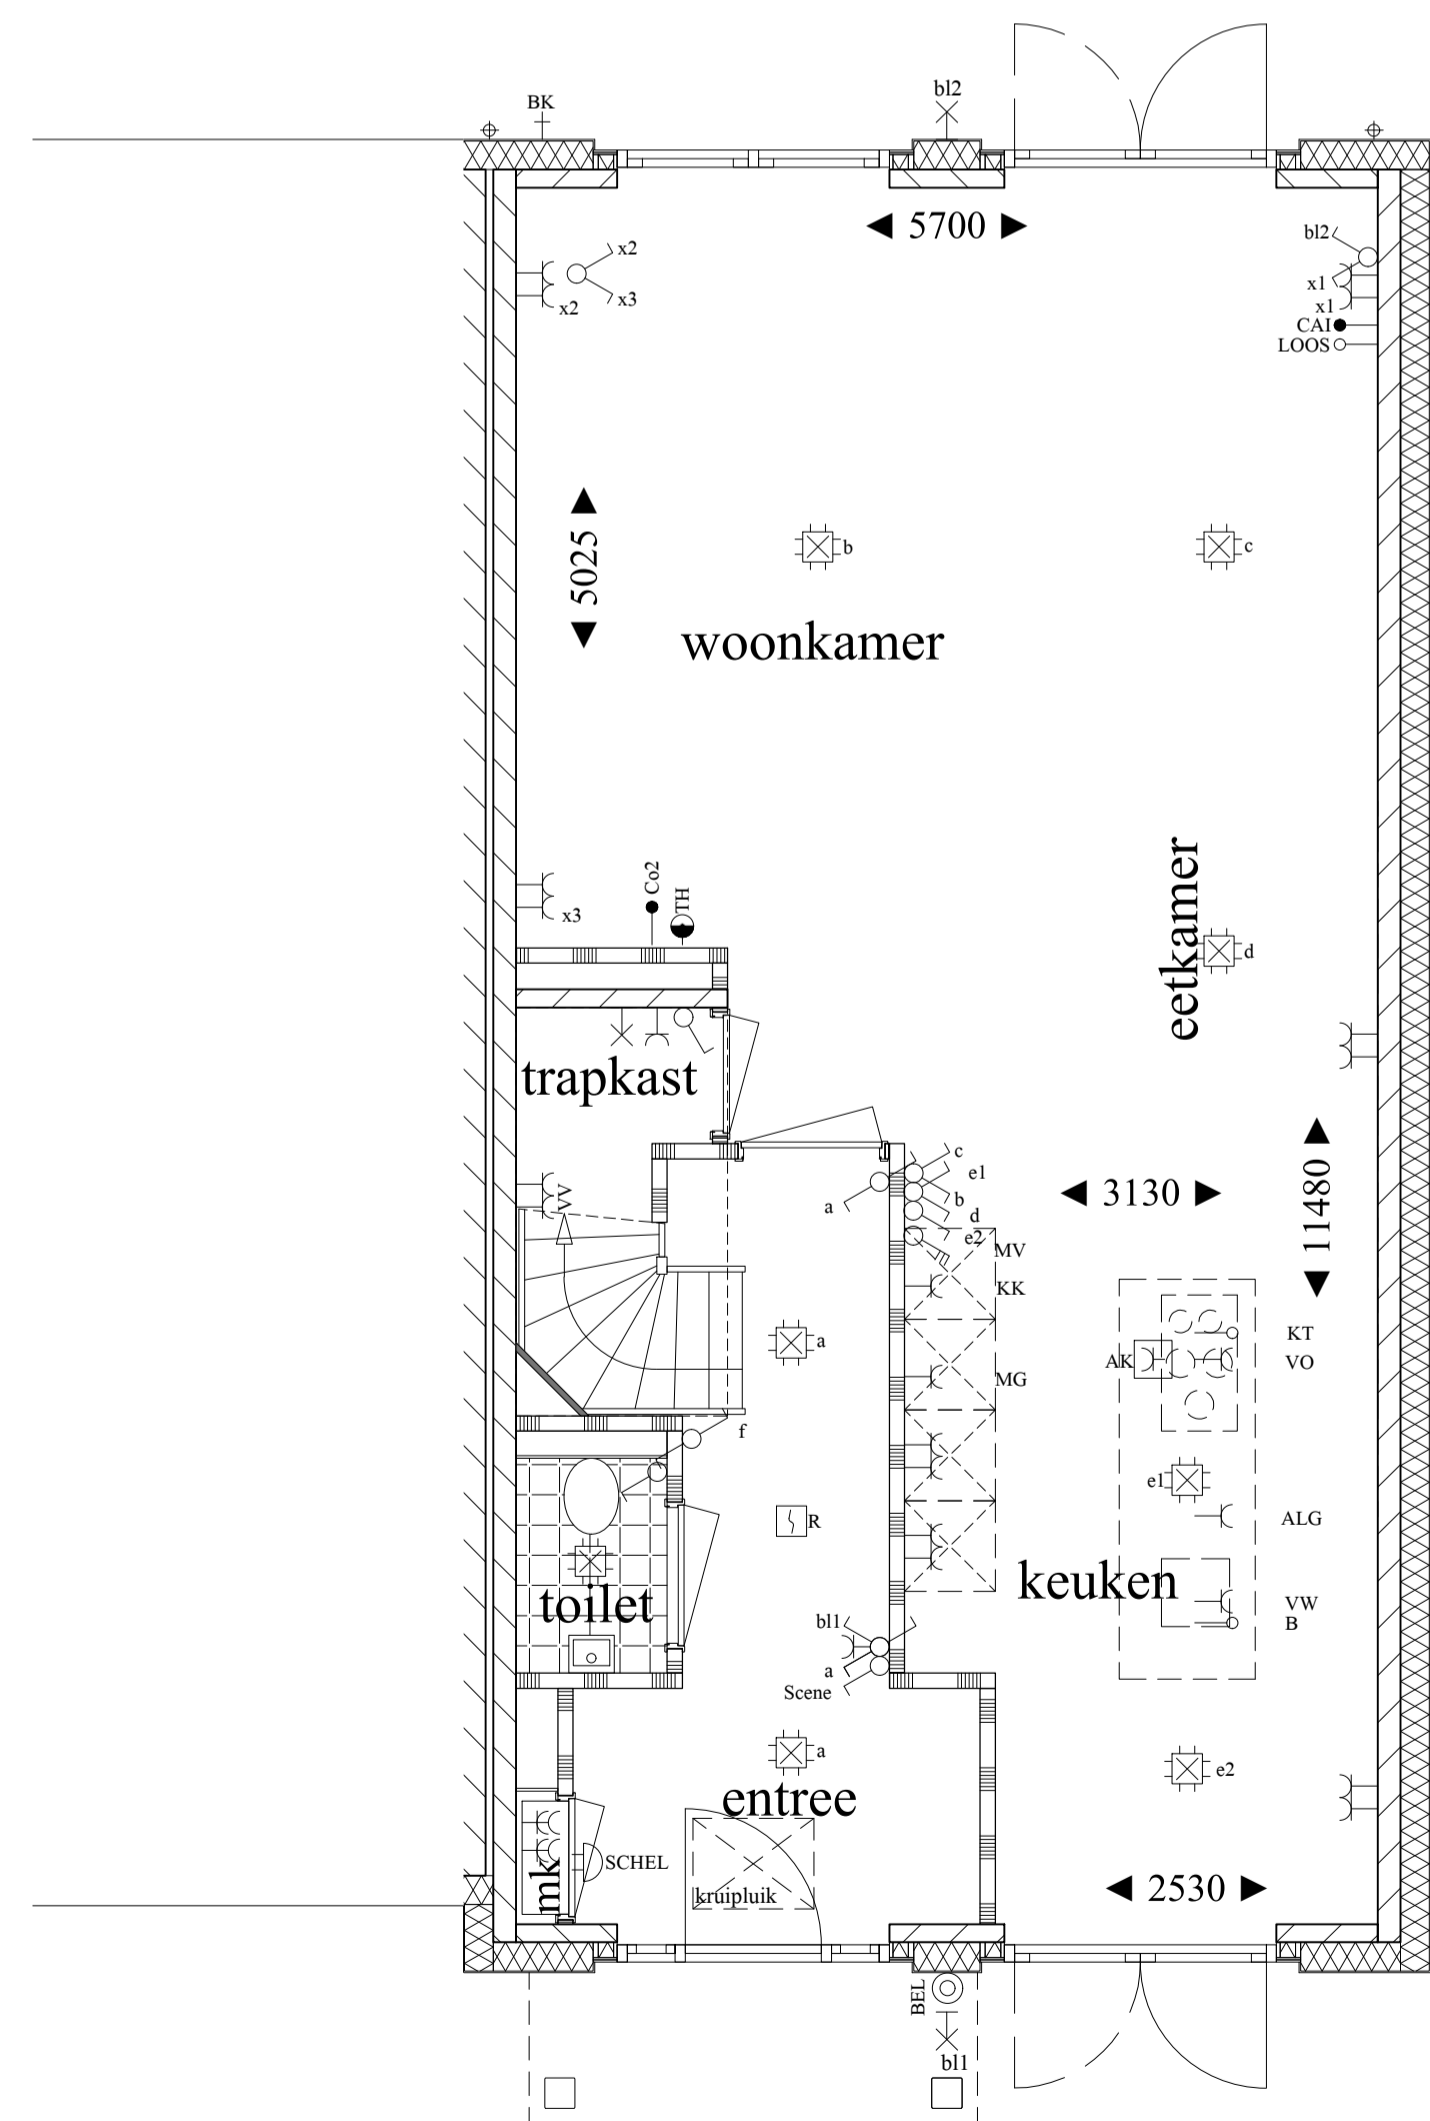 bl2
BK
5700
x2
bl2
x3
x2
x1
x1
CAI
LOOS
5025
b
c
woonkamer
eetkamer
Co2
TH
x3
d
trapkast
c
e1
a
b
d
e2
3130
11480
MV
KK
KT
a
AK
VO
MG
f
e1
R
ALG
toilet
keuken
VW
bl1
B
a
Scene
a
e2
entree
SCHEL
mk
kruipluik
2530
BEL
bl1